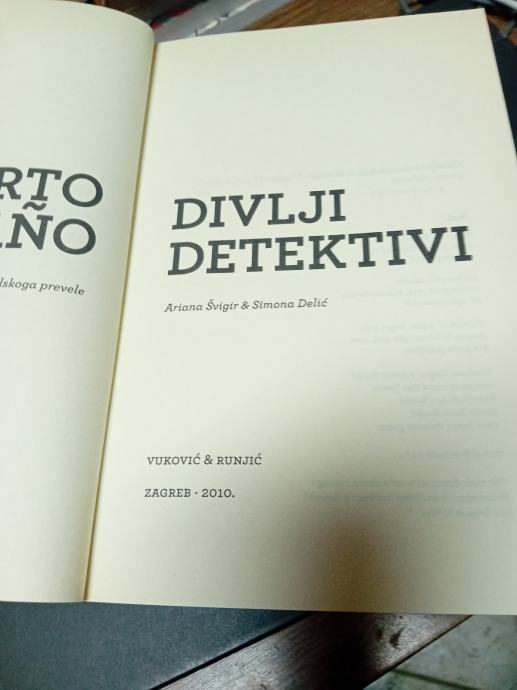 RTO
ÑO
lskoga prevele
DIVLJI
DETEKTIVI
Ariana Švigir & Simona Delić
VUKOVIĆ & RUNJIĆ
ZAGREB · 2010.